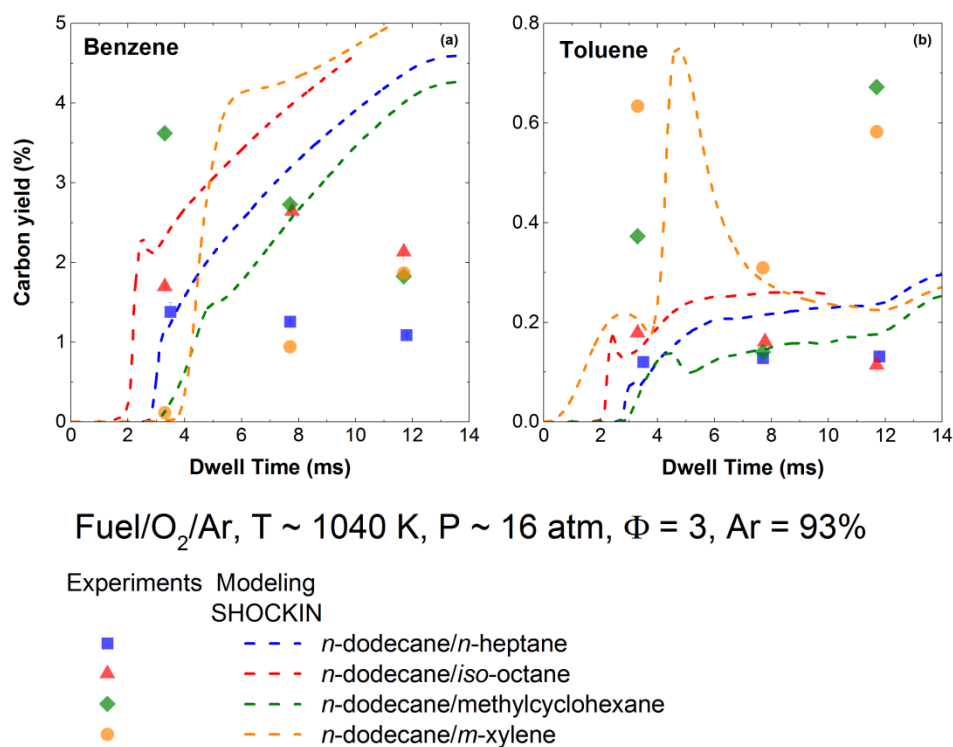 Benzene
(a)
Carbon yield (%)
5
4
3
2
1
0
0 2 4 6 8 10 12 14
Dwell Time (ms)
Toluene
(b)
0.8
0.6
0.4
0.2
0.0
0 2 4 6 8 10 12 14
Dwell Time (ms)
Fuel/O₂/Ar, T ~ 1040 K, P ~ 16 atm, Φ = 3, Ar = 93%
Experiments Modeling
SHOCKIN
n-dodecane/n-heptane
n-dodecane/iso-octane
n-dodecane/methylcyclohexane
n-dodecane/m-xylene